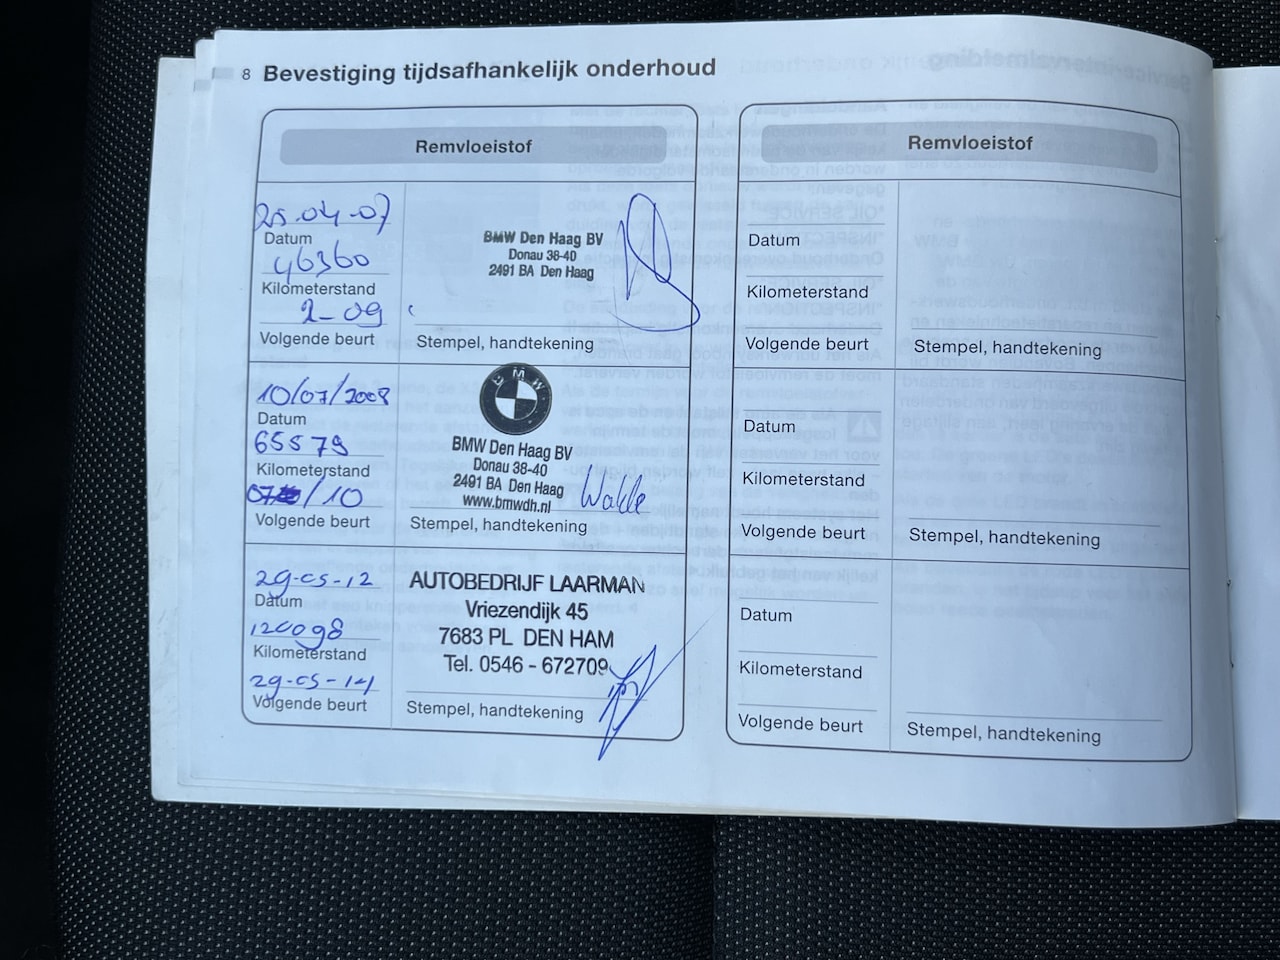 8 Bevestiging tijdsafhankelijk onderhoud
Remvloeistof
25-04-07
Datum
46360
Kilometerstand
2-09
Volgende beurt
BMW Den Haag BV
Donau 38-40
2491 BA Den Haag
Stempel, handtekening
10/07/2008
Datum
65579
Kilometerstand
/10
Volgende beurt
BMW
BMW Den Haag BV
Donau 38-40
2491 BA Den Haag
www.bmwdh.nl
Stempel, handtekening
29-05-12
Datum
120098
Kilometerstand
29-05-14
Volgende beurt
AUTOBEDRIJF LAARMAN
Vriezendijk 45
7683 PL DEN HAM
Tel. 0546 - 672709
Stempel, handtekening
Remvloeistof
Datum
Kilometerstand
Volgende beurt
Stempel, handtekening
Datum
Kilometerstand
Volgende beurt
Stempel, handtekening
Datum
Kilometerstand
Volgende beurt
Stempel, handtekening